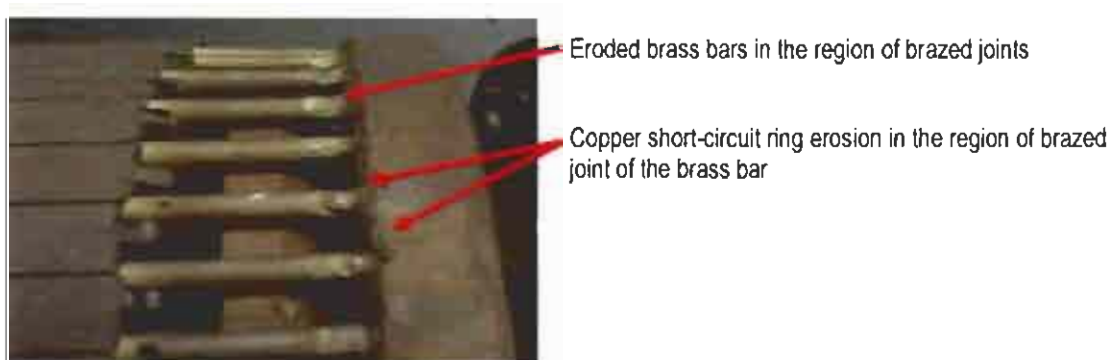 Eroded brass bars in the region of brazed joints
Copper short-circuit ring erosion in the region of brazed
joint of the brass bar